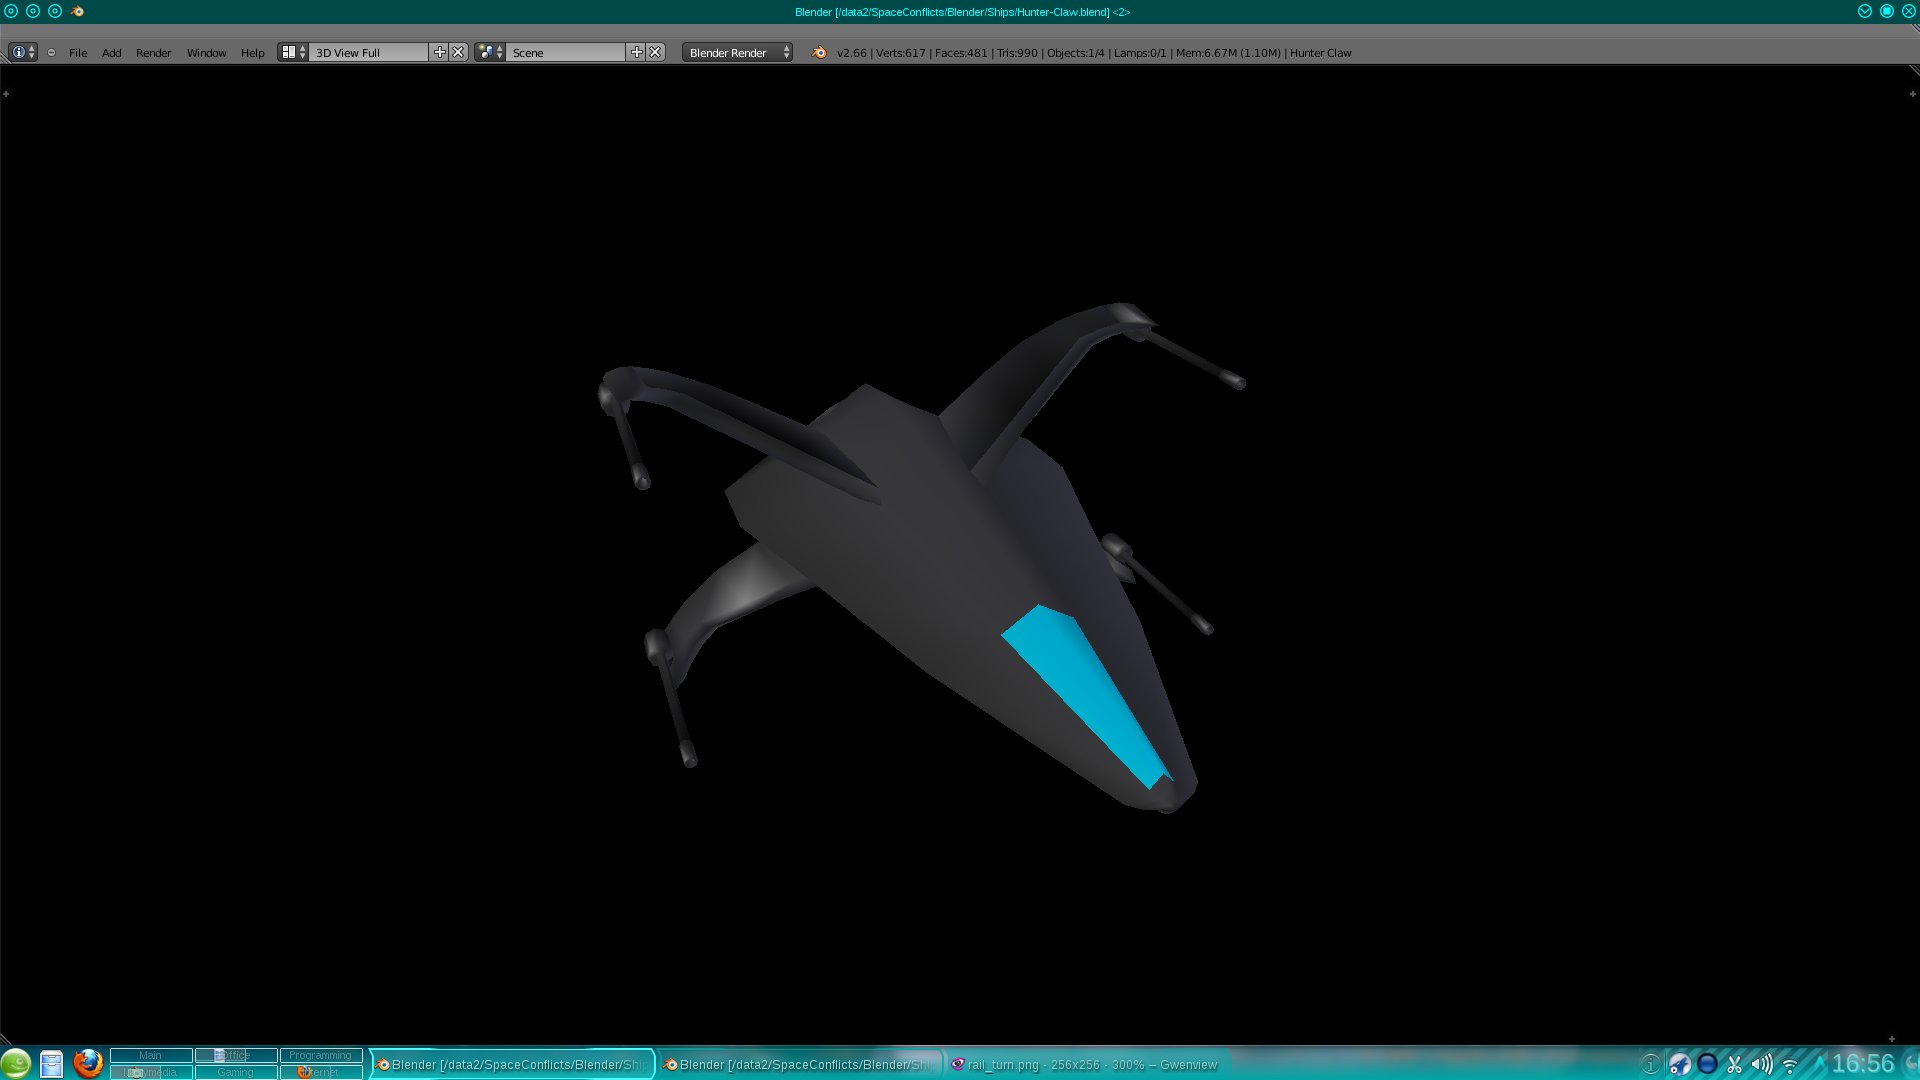 Blender [/data2/SpaceConflicts/Blender/Ships/Hunter-Claw.blend] <2>
File Add Render Window Help 3D View Full Scene Blender Render v2.66 | Verts:617 | Faces:481 | Tris:990 | Objects:1/4 | Lamps:0/1 | Mem:6.67M (1.10M) | Hunter Claw
Main Office Programming
Gaming
Blender [/data2/SpaceConflicts/Blender/Shi Blender [/data2/SpaceConflicts/Blender/Sh rail_turn.png - 256x256 - 300% – Gwenview 16:56